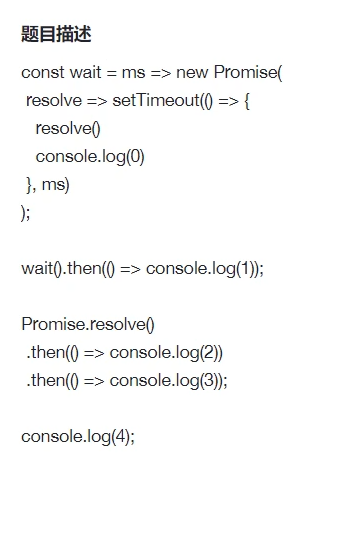 题目描述
const wait = ms => new Promise(
resolve => setTimeout(() => {
resolve()
console.log(0)
}, ms)
);
wait().then(() => console.log(1));
Promise.resolve()
.then(() => console.log(2))
.then(() => console.log(3));
console.log(4);